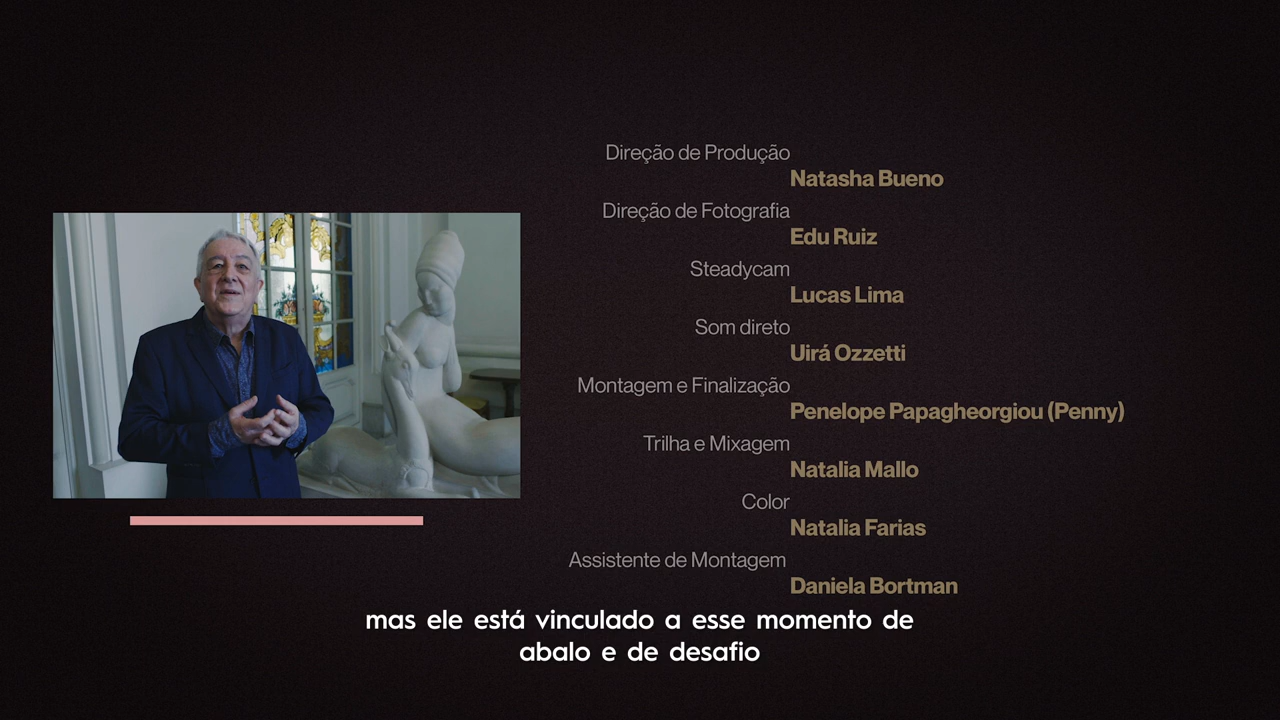 Direção de Produção
Natasha Bueno
Direção de Fotografia
Edu Ruiz
Steadycam
Lucas Lima
Som direto
Uirá Ozzetti
Montagem e Finalização
Penelope Papagheorgiou (Penny)
Trilha e Mixagem
Natalia Mallo
Color
Natalia Farias
Assistente de Montagem
Daniela Bortman
mas ele está vinculado a esse momento de
abalo e de desafio